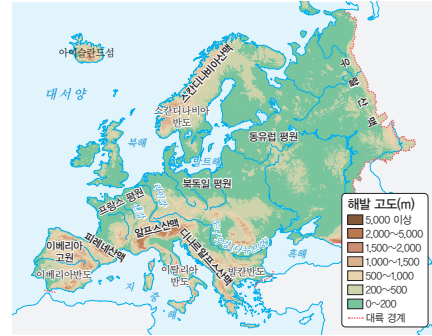 아이슬란드섬
대서양
스칸디나비아산맥
스칸디나비아
반도
우랄산맥
북해
발트해
동유럽 평원
프랑스 평원
북독일 평원
라인강
센강
이베리아
고원
이베리아반도
피레네산맥
알프스산맥
디나르알프스산맥
이탈리아
반도
발칸반도
흑해
지중해
해발 고도(m)
5,000 이상
2,000~5,000
1,500~2,000
1,000~1,500
500~1,000
200~500
0~200
대륙 경계